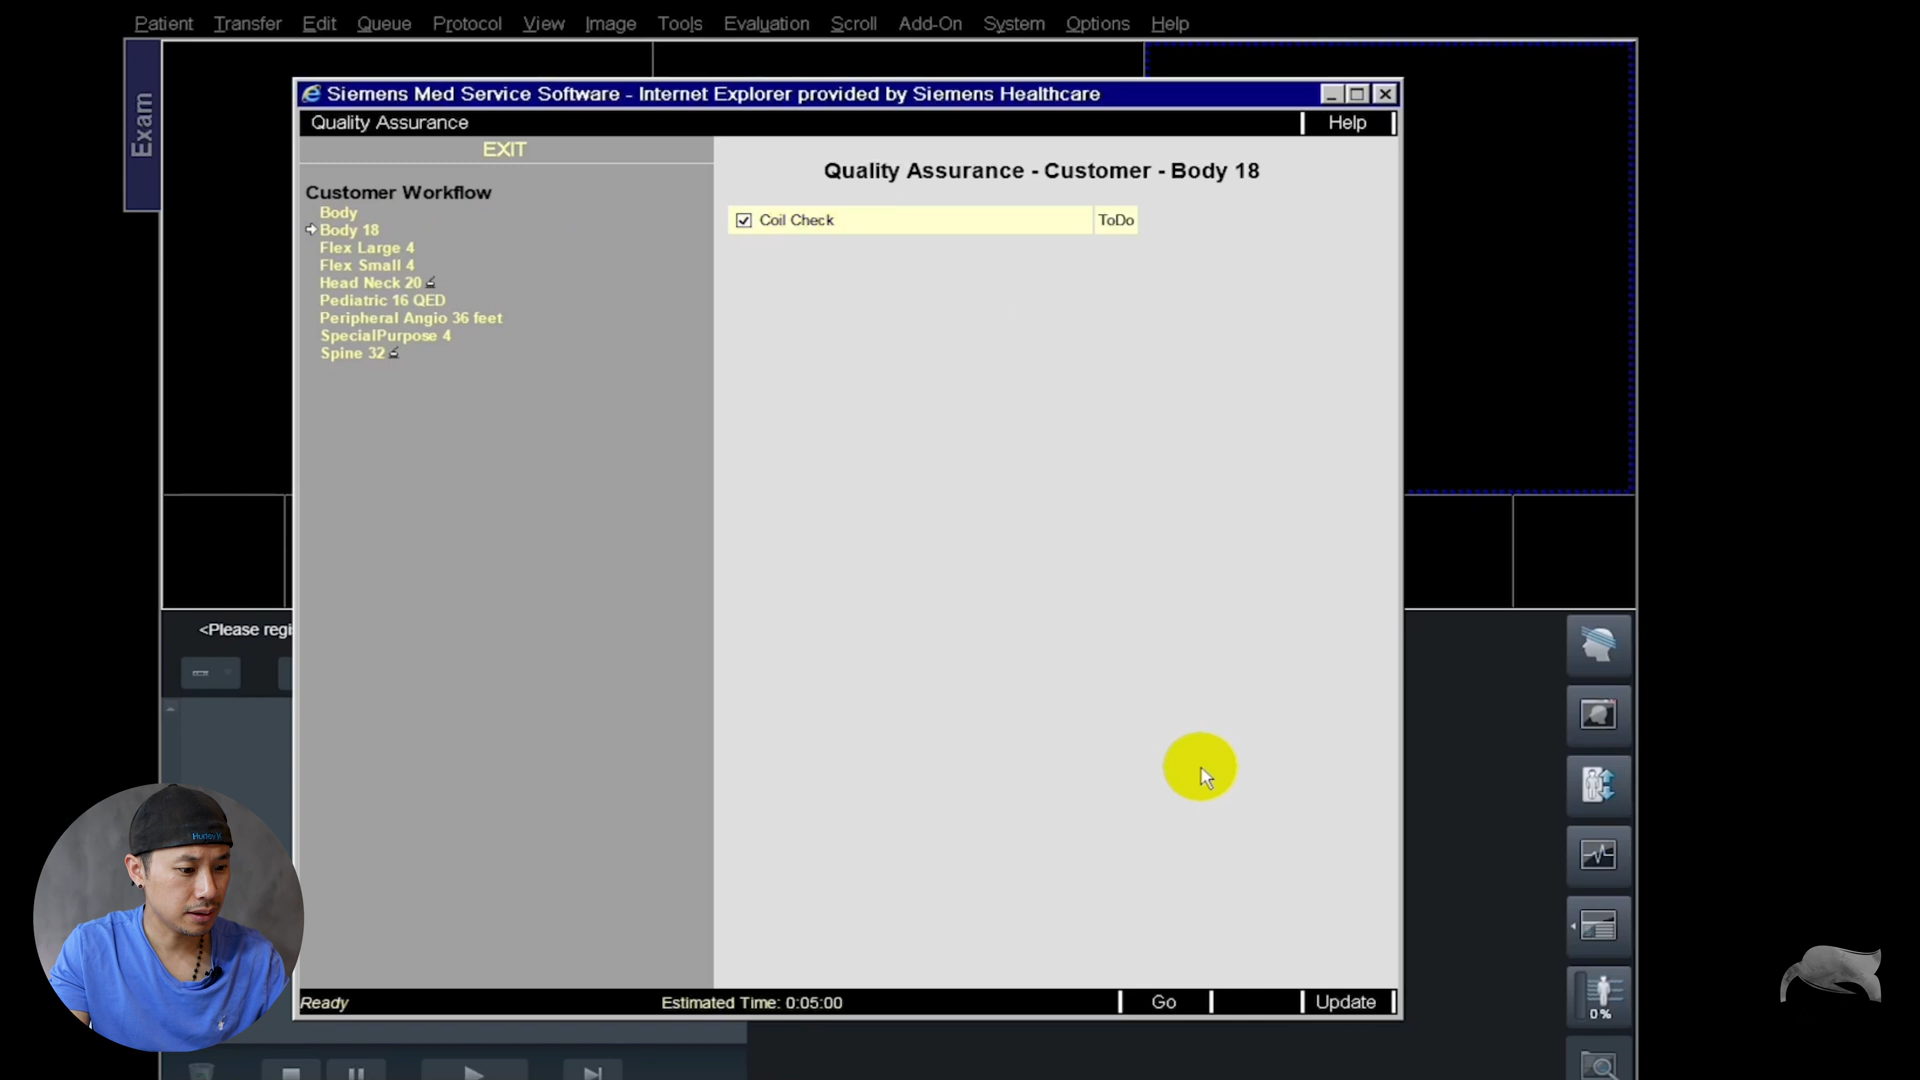 Patient Transfer Edit Queue Protocol View Image Tools Evaluation Scroll Add-On System Options Help
Exam
Siemens Med Service Software - Internet Explorer provided by Siemens Healthcare
Quality Assurance Help
EXIT
Quality Assurance - Customer - Body 18
Customer Workflow
Body
Body 18
Flex Large 4
Flex Small 4
Head Neck 20
Pediatric 16 QED
Peripheral Angio 36 feet
SpecialPurpose 4
Spine 32
Coil Check ToDo
<Please regi
Hurley
0 %
Ready Estimated Time: 0:05:00 Go Update